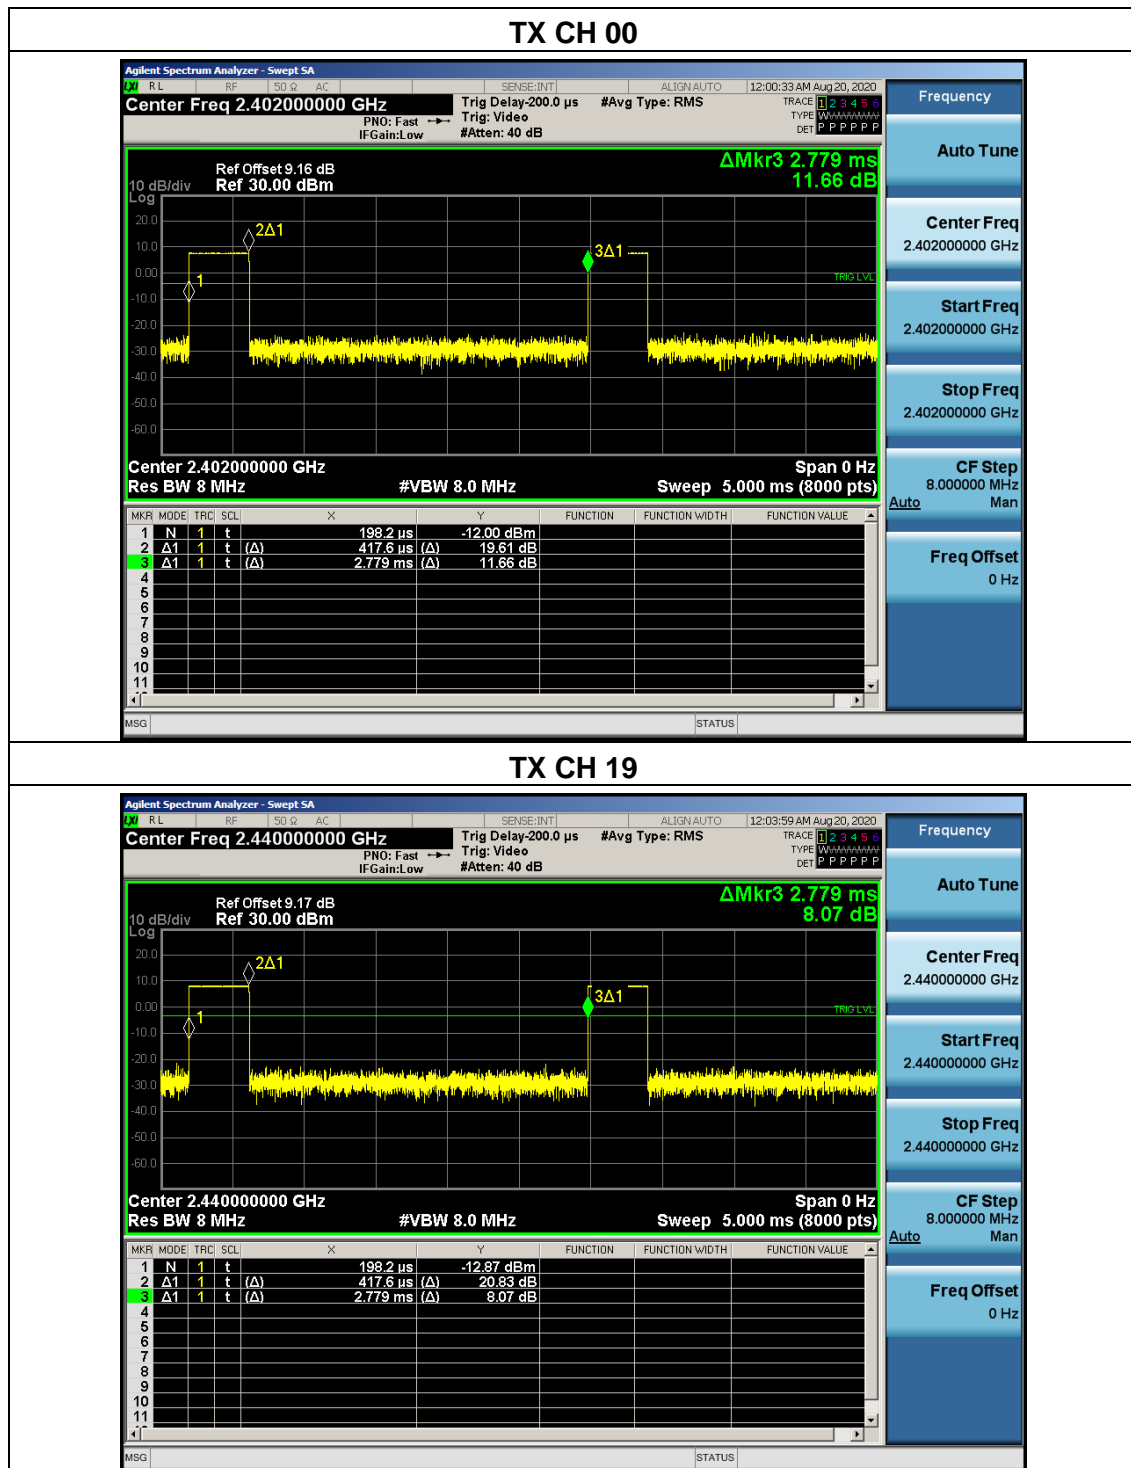 TX CH 00
Agilent Spectrum Analyzer - Swept SA
LXI RL RF 50 Ω AC SENSE:INT ALIGN AUTO 12:00:33 AM Aug 20, 2020
Center Freq 2.402000000 GHz
PNO: Fast
IFGain:Low
Trig Delay-200.0 µs
Trig: Video
#Atten: 40 dB
#Avg Type: RMS
TRACE 1 2 3 4 5 6
TYPE W
DET P P P P P P
Ref Offset 9.16 dB
10 dB/div Ref 30.00 dBm
Log
ΔMkr3 2.779 ms
11.66 dB
20.0
10.0
0.00
-10.0
-20.0
-30.0
-40.0
-50.0
-60.0
1
2Δ1
3Δ1
TRIG LVL
Center 2.402000000 GHz Span 0 Hz
Res BW 8 MHz #VBW 8.0 MHz Sweep 5.000 ms (8000 pts)
MKR MODE TRC SCL X Y FUNCTION FUNCTION WIDTH FUNCTION VALUE
1 N 1 t 198.2 µs -12.00 dBm
2 Δ1 1 t (Δ) 417.6 µs (Δ) 19.61 dB
3 Δ1 1 t (Δ) 2.779 ms (Δ) 11.66 dB
4
5
6
7
8
9
10
11
MSG STATUS
Frequency
Auto Tune
Center Freq
2.402000000 GHz
Start Freq
2.402000000 GHz
Stop Freq
2.402000000 GHz
CF Step
8.000000 MHz
Auto Man
Freq Offset
0 Hz
TX CH 19
Agilent Spectrum Analyzer - Swept SA
LXI RL RF 50 Ω AC SENSE:INT ALIGN AUTO 12:03:59 AM Aug 20, 2020
Center Freq 2.440000000 GHz
PNO: Fast
IFGain:Low
Trig Delay-200.0 µs
Trig: Video
#Atten: 40 dB
#Avg Type: RMS
TRACE 1 2 3 4 5 6
TYPE W
DET P P P P P P
Ref Offset 9.17 dB
10 dB/div Ref 30.00 dBm
Log
ΔMkr3 2.779 ms
8.07 dB
20.0
10.0
0.00
-10.0
-20.0
-30.0
-40.0
-50.0
-60.0
1
2Δ1
3Δ1
TRIG LVL
Center 2.440000000 GHz Span 0 Hz
Res BW 8 MHz #VBW 8.0 MHz Sweep 5.000 ms (8000 pts)
MKR MODE TRC SCL X Y FUNCTION FUNCTION WIDTH FUNCTION VALUE
1 N 1 t 198.2 µs -12.87 dBm
2 Δ1 1 t (Δ) 417.6 µs (Δ) 20.83 dB
3 Δ1 1 t (Δ) 2.779 ms (Δ) 8.07 dB
4
5
6
7
8
9
10
11
MSG STATUS
Frequency
Auto Tune
Center Freq
2.440000000 GHz
Start Freq
2.440000000 GHz
Stop Freq
2.440000000 GHz
CF Step
8.000000 MHz
Auto Man
Freq Offset
0 Hz